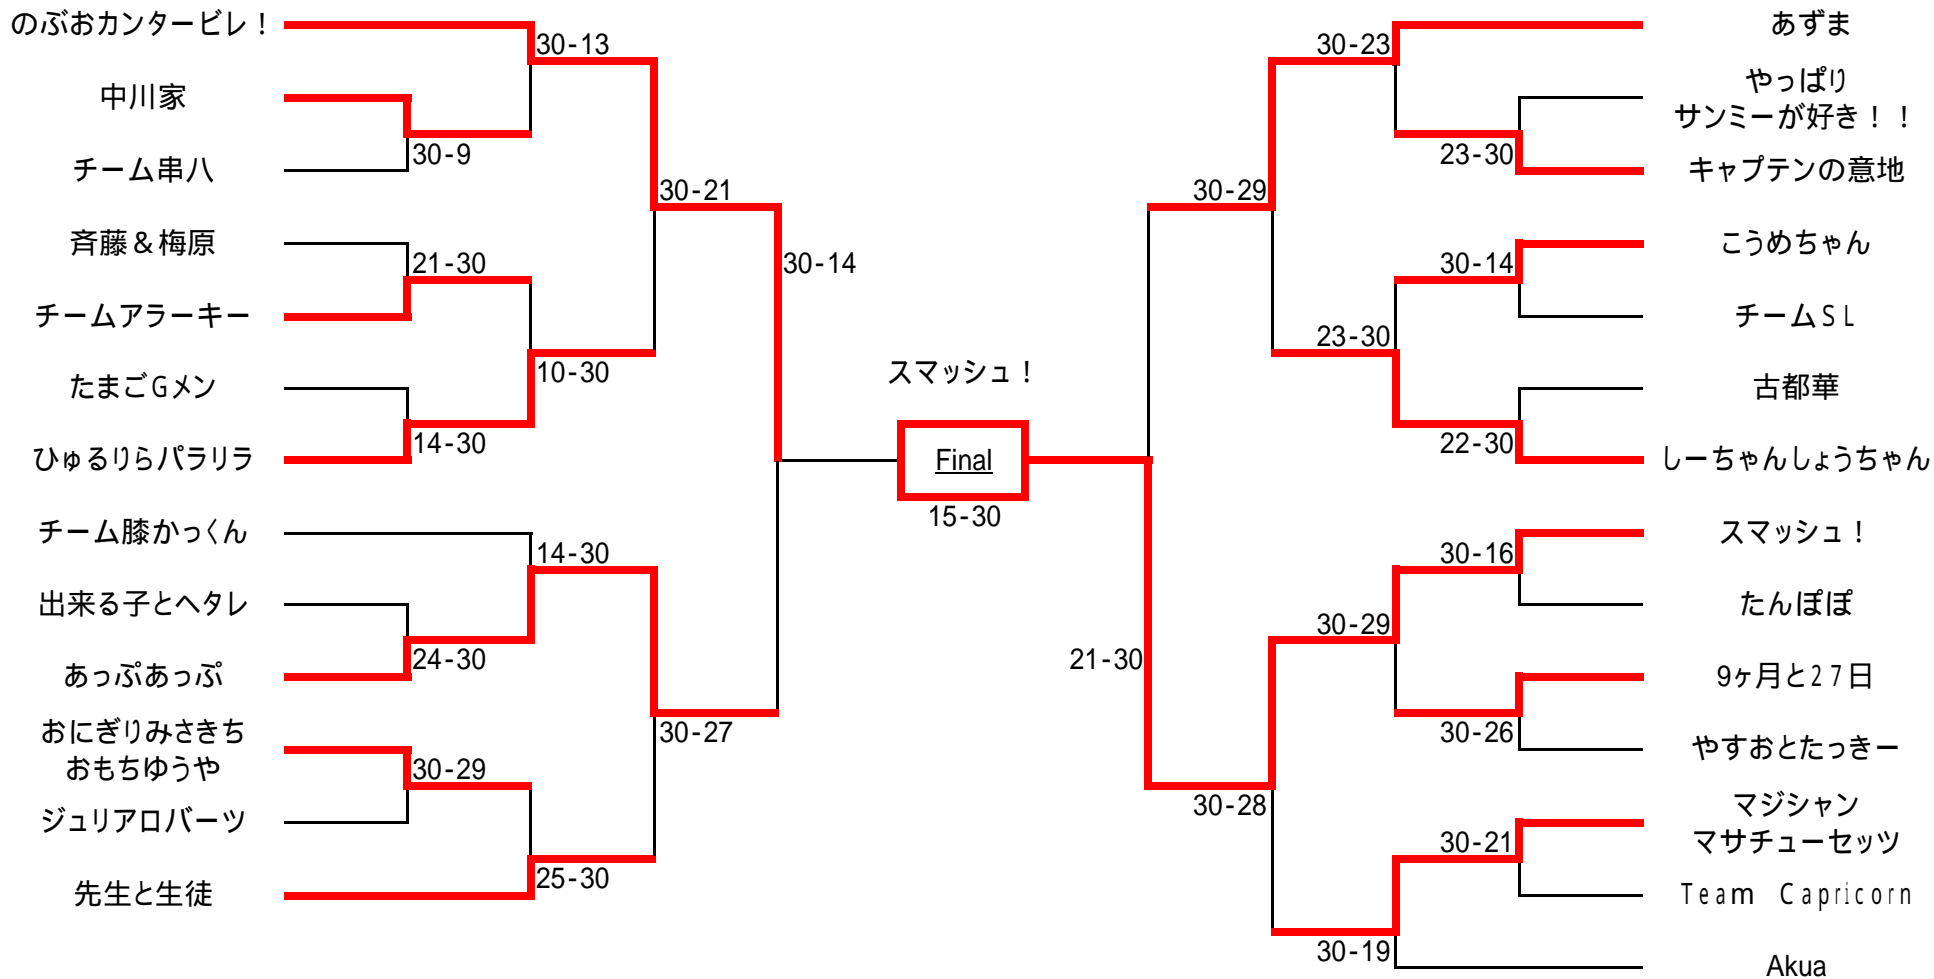 のぶおカンタービレ！
30-13
中川家
30-9
チーム串八
30-21
斉藤＆梅原
21-30
チームアラーキー
10-30
たまごGメン
14-30
ひゅるりらパラリラ
30-14
チーム膝かっくん
14-30
出来る子とヘタレ
24-30
あっぷあっぷ
30-27
おにぎりみさきち
おもちゆうや
30-29
ジュリアロバーツ
25-30
先生と生徒
スマッシュ！
Final
15-30
30-23
あずま
やっぱり
サンミーが好き！！
23-30
キャプテンの意地
30-29
こうめちゃん
30-14
チームSL
23-30
古都華
22-30
しーちゃんしょうちゃん
21-30
スマッシュ！
30-16
たんぽぽ
30-29
9ヶ月と27日
30-26
やすおとたっきー
30-28
マジシャン
マサチューセッツ
30-21
Team Capricorn
30-19
Akua